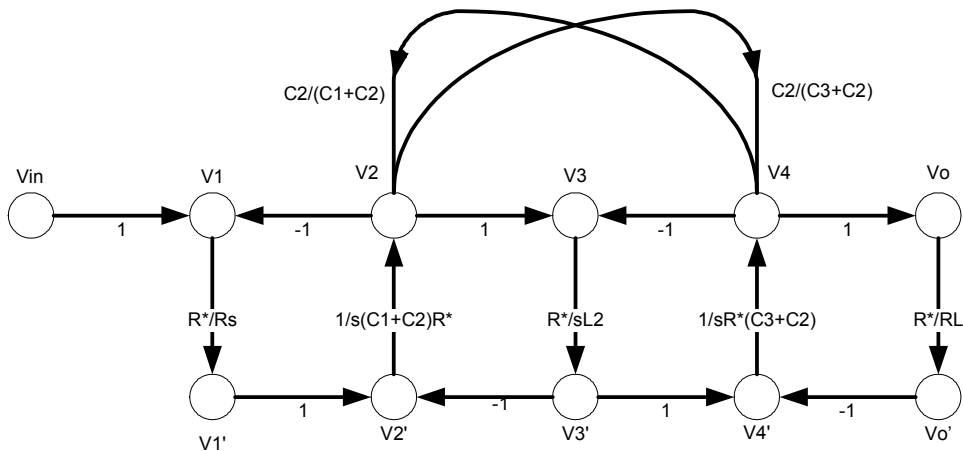 C2/(C1+C2)
C2/(C3+C2)
Vin
V1
V2
V3
V4
Vo
1
-1
1
-1
1
R*/Rs
1/s(C1+C2)R*
R*/sL2
1/sR*(C3+C2)
R*/RL
1
-1
1
-1
V1'
V2'
V3'
V4'
Vo'